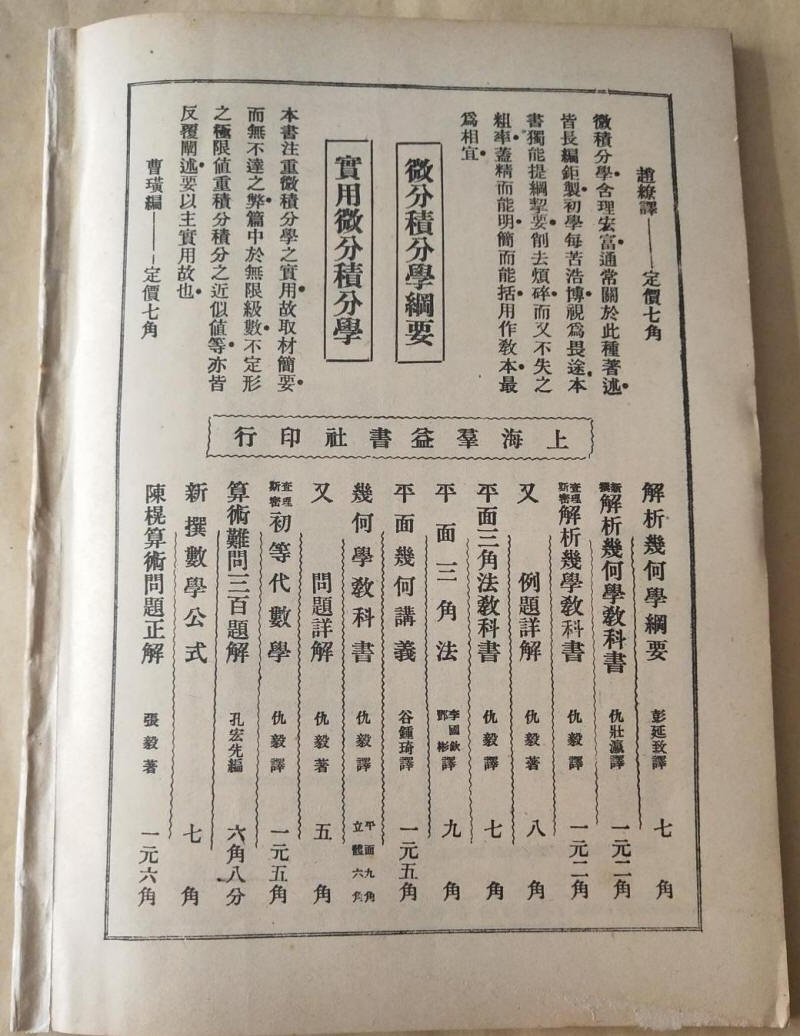 微分積分學綱要
趙繚譯——定價七角
微積分學•含理宏富•通常關於此種著述•
皆長編鉅製•初學每苦浩博•視爲畏途•本
書獨能提綱挈要•削去煩碎•而又不失之
粗率•蓋精而能明•簡而能括•用作敎本•最
爲相宜•
實用微分積分學
本書注重微積分學之實用•故取材簡要•
而無不達之弊•篇中於無限級數•不定形
之極限値•重積分•積分之近似値等•亦皆
反覆闡述•要以主實用故也•
曹璜編——定價七角
上海羣益書社印行
解析幾何學綱要 彭延致譯 七角
新撰解析幾何學敎科書 仇壯瀛譯 一元二角
查理斯密解析幾學敎科書 仇毅譯 一元二角
又 例題詳解 仇毅著 八角
平面三角法敎科書 仇毅譯 七角
平面三角法 李國欽 鄧彬譯 九角
平面幾何講義 谷鍾琦譯 一元五角
幾何學敎科書 仇毅譯 平面九角 立體六角
又 問題詳解 仇毅著 五角
查理斯密初等代數學 仇毅譯 一元五角
算術難問三百題解 孔宏先編 六角八分
新撰數學公式 七角
陳榥算術問題正解 張毅著 一元六角